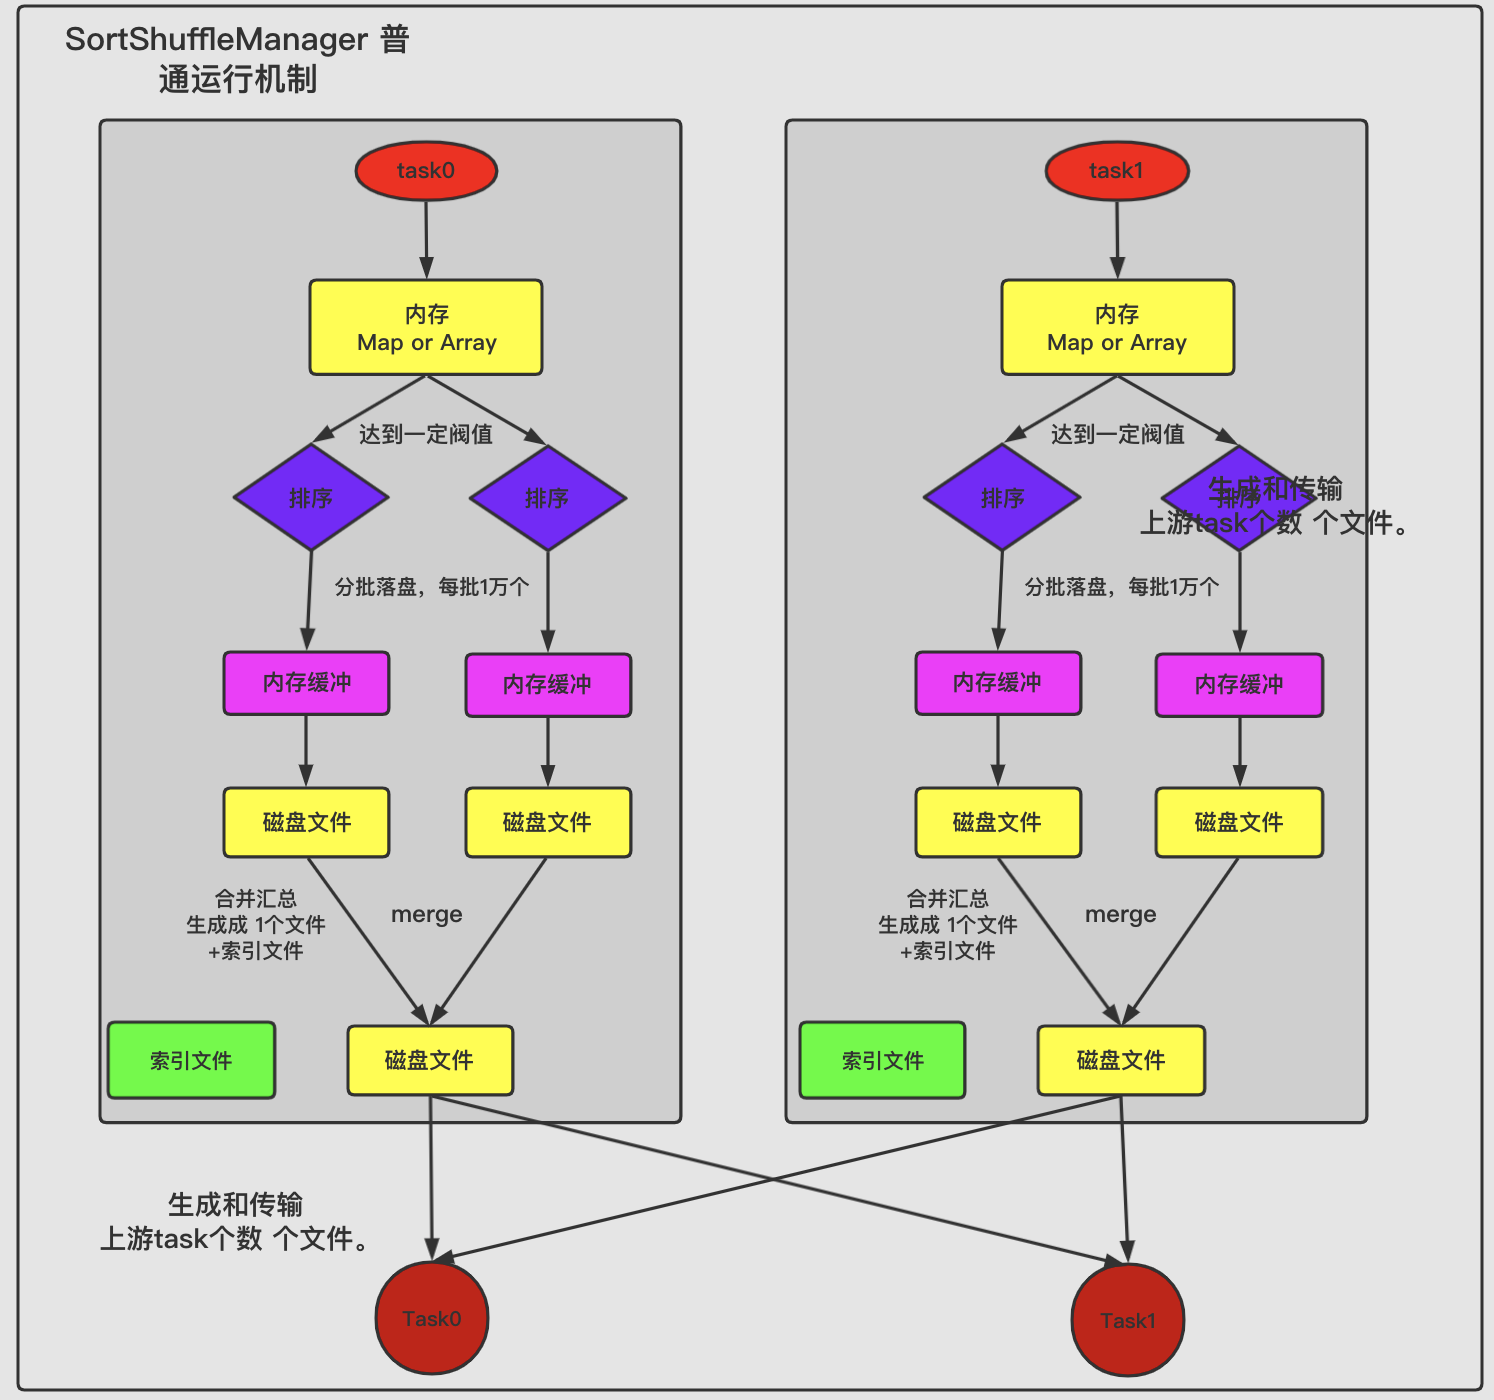 SortShuffleManager 普
通运行机制
task0
内存
Map or Array
达到一定阀值
排序
排序
分批落盘，每批1万个
内存缓冲
内存缓冲
磁盘文件
磁盘文件
合并汇总
生成成 1个文件
+索引文件
merge
索引文件
磁盘文件
task1
内存
Map or Array
达到一定阀值
排序
排序
生成和传输
上游task个数 个文件。
分批落盘，每批1万个
内存缓冲
内存缓冲
磁盘文件
磁盘文件
合并汇总
生成成 1个文件
+索引文件
merge
索引文件
磁盘文件
生成和传输
上游task个数 个文件。
Task0
Task1